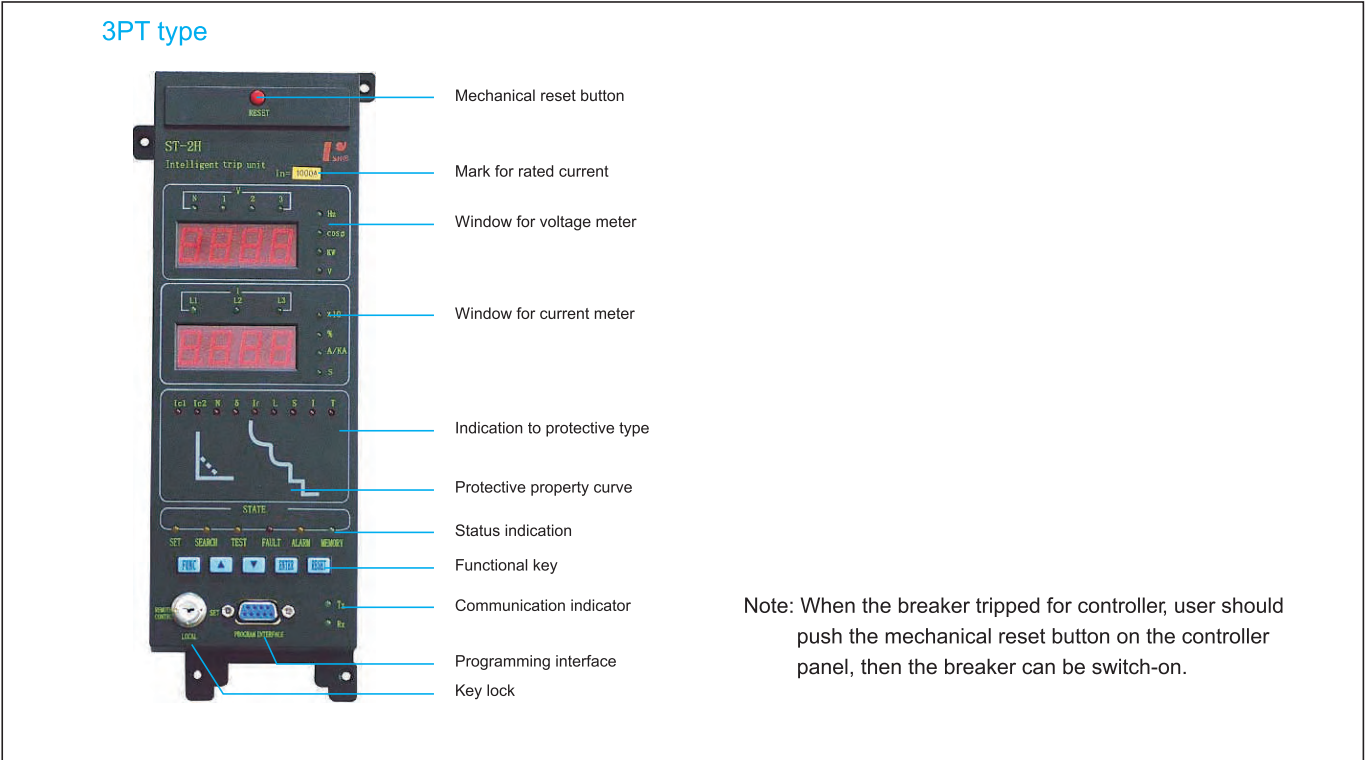 3PT type
RESET
Mechanical reset button
ST-2H
Intelligent trip unit
In= 1000A
Mark for rated current
V
N 1 2 3
Hz
Window for voltage meter
cosφ
KW
V
I
L1 L2 L3
×10
Window for current meter
%
A/KA
S
Ic1 Ic2 N δ Ir L S I T
Indication to protective type
Protective property curve
STATE
Status indication
SET SEARCH TEST FAULT ALARM MEMORY
FUNC ▲ ▼ ENTER RESET
Functional key
REMOTE
CONTROL
SET
Tx
Communication indicator
Rx
LOCAL
PROGRAM INTERFACE
Programming interface
Key lock
Note: When the breaker tripped for controller, user should
push the mechanical reset button on the controller
panel, then the breaker can be switch-on.